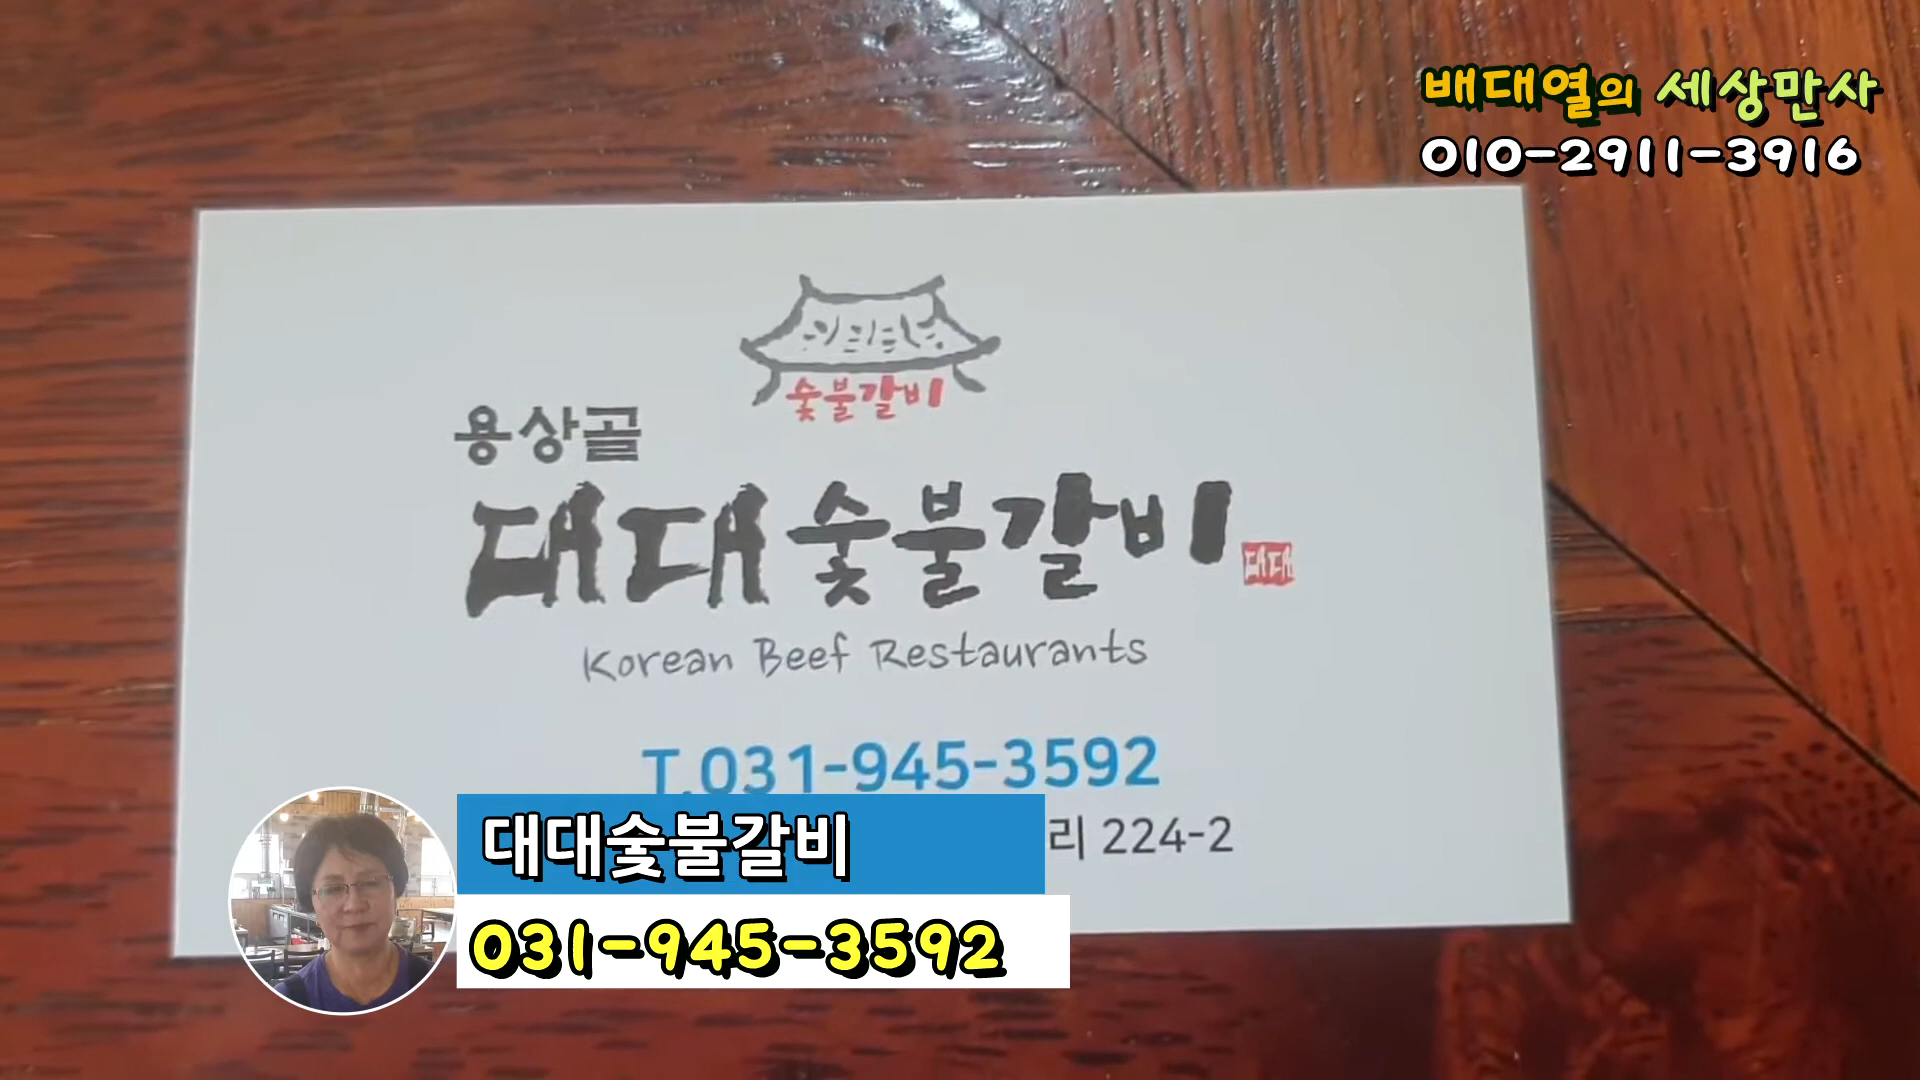 배대열의 세상만사
010-2911-3916
숯불갈비
용상골
대대숯불갈비
대대
Korean Beef Restaurants
T.031-945-3592
리 224-2
대대숯불갈비
031-945-3592